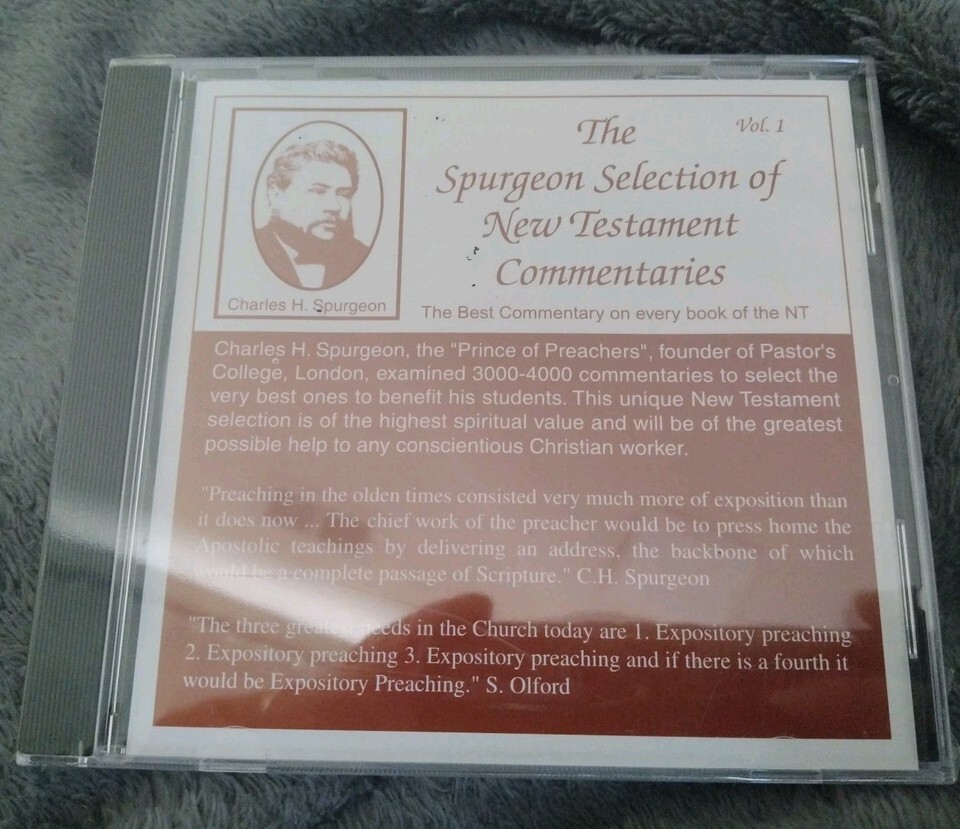 The
Vol. 1
Spurgeon Selection of
New Testament
Commentaries
Charles H. Spurgeon
The Best Commentary on every book of the NT
Charles H. Spurgeon, the "Prince of Preachers", founder of Pastor's
College, London, examined 3000-4000 commentaries to select the
very best ones to benefit his students. This unique New Testament
selection is of the highest spiritual value and will be of the greatest
possible help to any conscientious Christian worker.
"Preaching in the olden times consisted very much more of exposition than
it does now ... The chief work of the preacher would be to press home the
Apostolic teachings by delivering an address, the backbone of which
would be a complete passage of Scripture." C.H. Spurgeon
"The three greatest needs in the Church today are 1. Expository preaching
2. Expository preaching 3. Expository preaching and if there is a fourth it
would be Expository Preaching." S. Olford